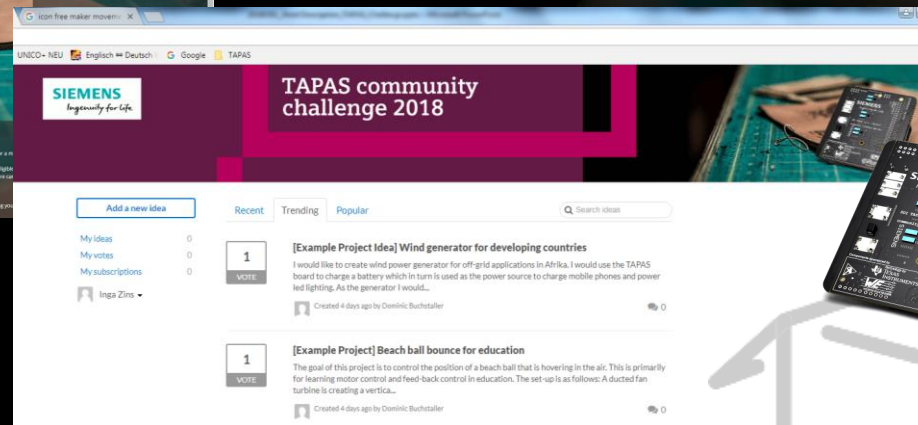 icon free maker moveme
UNICO+ NEU
Englisch ⇔ Deutsch
Google
TAPAS
SIEMENS
Ingenuity for life
TAPAS community
challenge 2018
Add a new idea
Recent
Trending
Popular
Search ideas
My ideas 0
My votes 0
My subscriptions 0
Inga Zins
1
VOTE
[Example Project Idea] Wind generator for developing countries
I would like to create wind power generator for off-grid applications in Afrika. I would use the TAPAS
board to charge a battery which in turn is used as the power source to charge mobile phones and power
led lighting. As the generator I would...
Created 4 days ago by Dominic Buchstaller
0
1
VOTE
[Example Project] Beach ball bounce for education
The goal of this project is to control the position of a beach ball that is hovering in the air. This is primarily
for learning motor control and feed-back control in education. The set-up is as follows: A ducted fan
turbine is creating a vertica...
Created 4 days ago by Dominic Buchstaller
0
SIEMENS
TEXAS
INSTRUMENTS